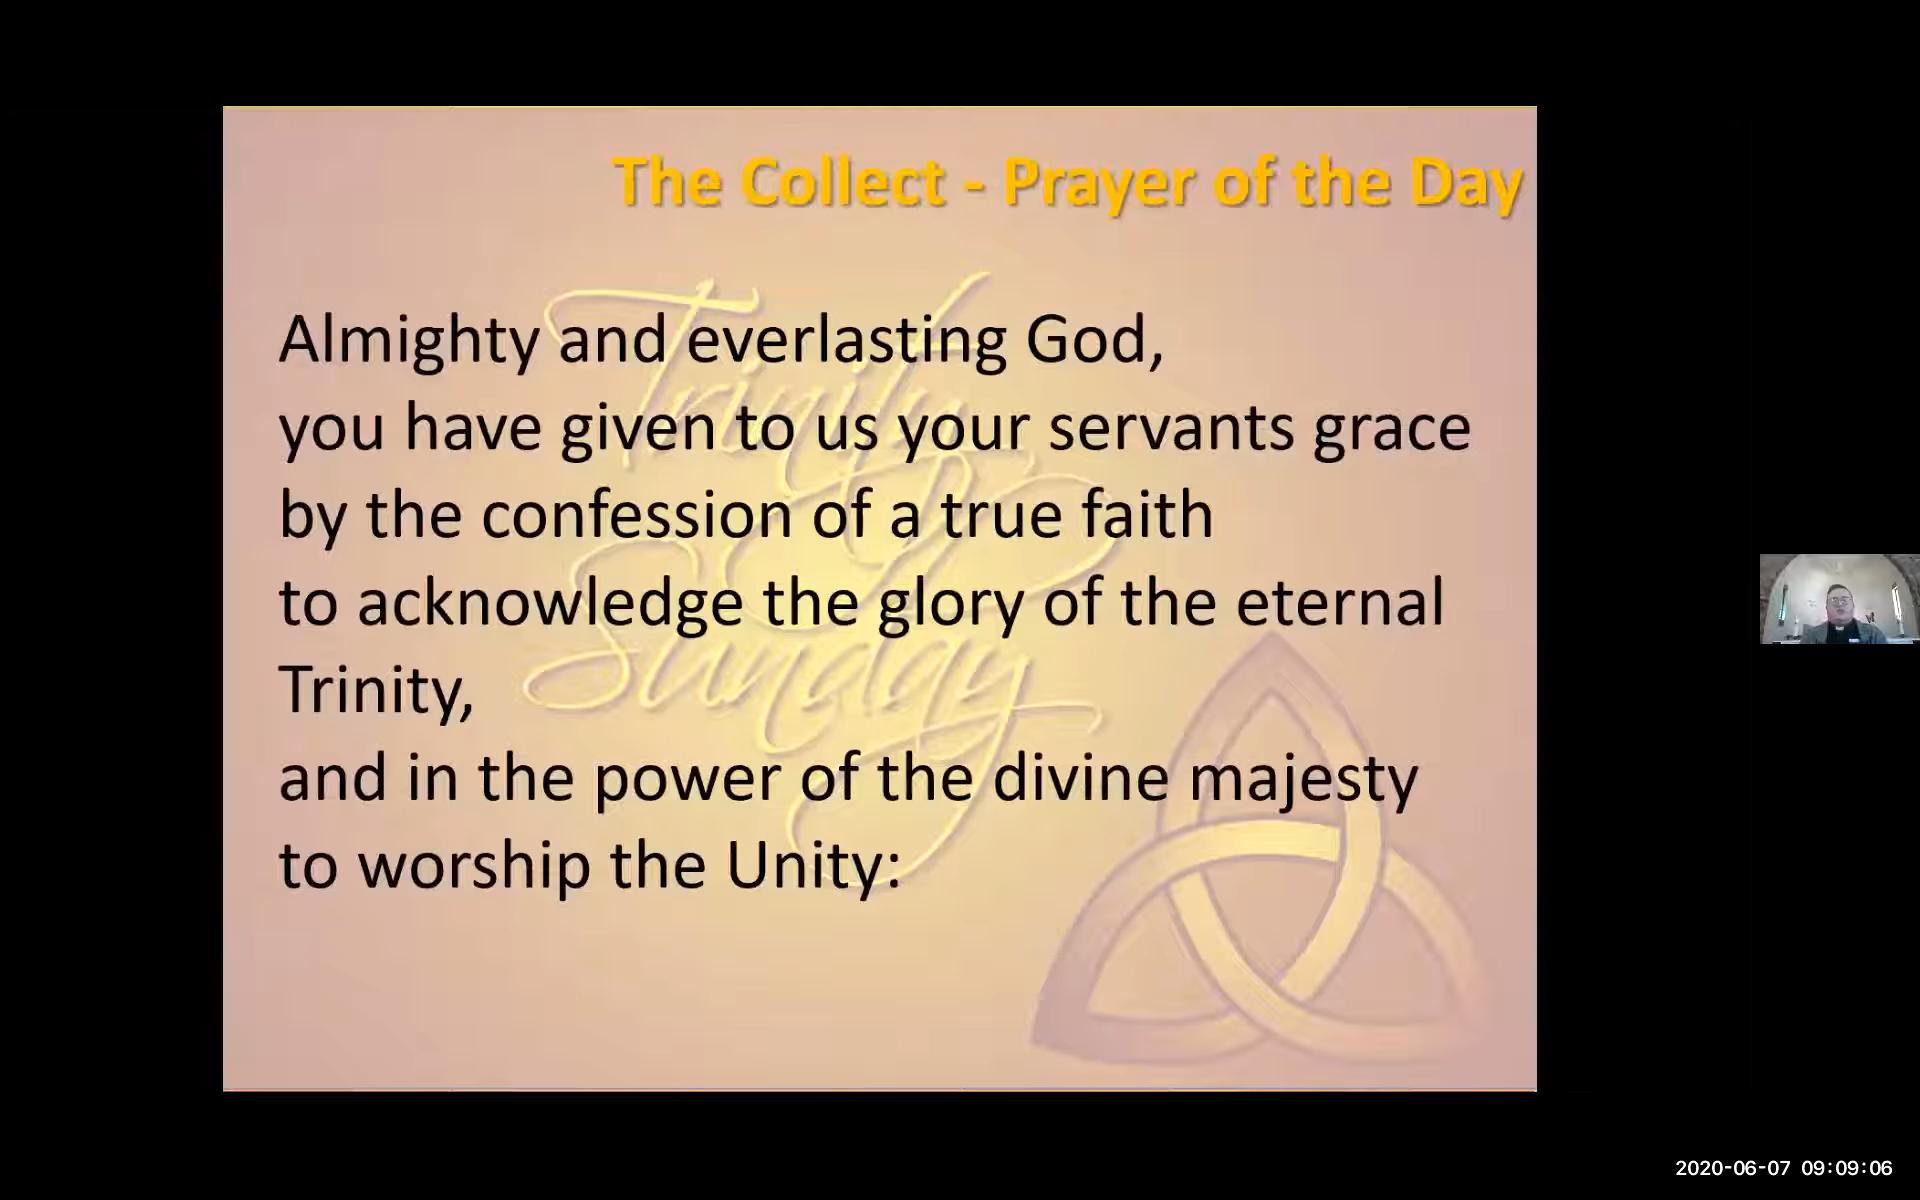 The Collect - Prayer of the Day
Trinity
Sunday
Almighty and everlasting God,
you have given to us your servants grace
by the confession of a true faith
to acknowledge the glory of the eternal
Trinity,
and in the power of the divine majesty
to worship the Unity:
2020-06-07 09:09:06